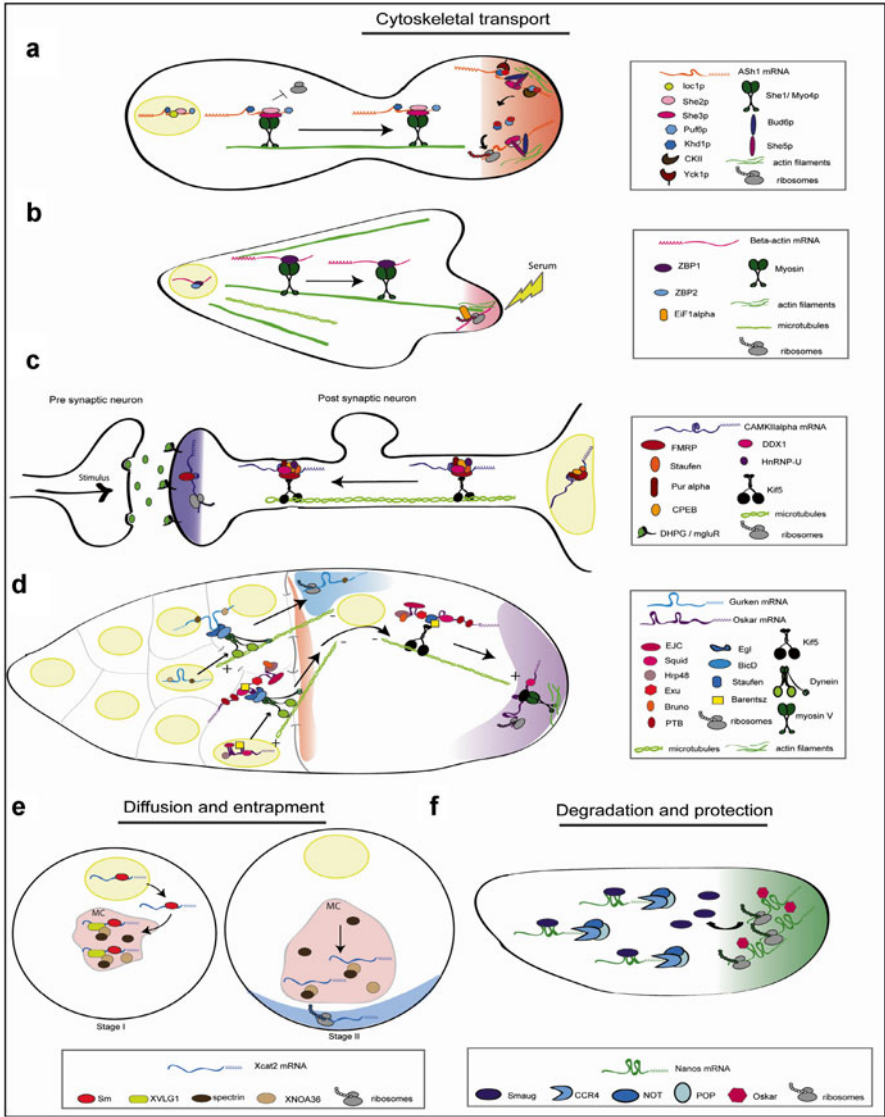 Cytoskeletal transport
a
ASh1 mRNA
loc1p
She2p
She3p
Puf6p
Khd1p
CKII
Yck1p
She1/ Myo4p
Bud6p
She5p
actin filaments
ribosomes
b
Serum
Beta-actin mRNA
ZBP1
ZBP2
EiF1alpha
Myosin
actin filaments
microtubules
ribosomes
c
Pre synaptic neuron
Post synaptic neuron
Stimulus
CAMKIIalpha mRNA
FMRP
Staufen
Pur alpha
CPEB
DHPG / mgluR
DDX1
HnRNP-U
Kif5
microtubules
ribosomes
d
+
+
-
-
-
+
Gurken mRNA
Oskar mRNA
EJC
Squid
Hrp48
Exu
Bruno
PTB
Egl
BicD
Staufen
Barentsz
ribosomes
Kif5
Dynein
myosin V
microtubules
actin filaments
e
Diffusion and entrapment
MC
Stage I
MC
Stage II
Xcat2 mRNA
Sm
XVLG1
spectrin
XNOA36
ribosomes
f
Degradation and protection
Nanos mRNA
Smaug
CCR4
NOT
POP
Oskar
ribosomes